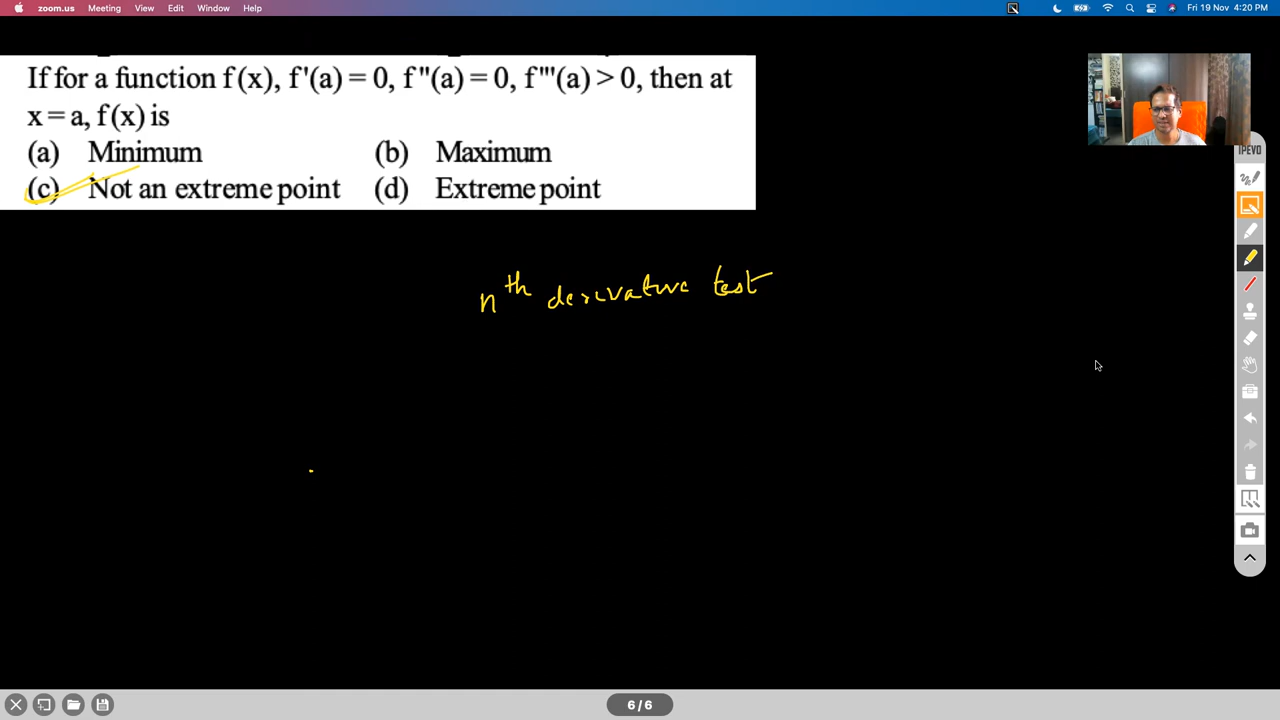 zoom.us Meeting View Edit Window Help Fri 19 Nov 4:20 PM
If for a function f (x), f'(a) = 0, f ''(a) = 0, f '''(a) > 0, then at
x = a, f (x) is
(a) Minimum (b) Maximum
(c) Not an extreme point (d) Extreme point
IPEVO
nth derivative test
6 / 6